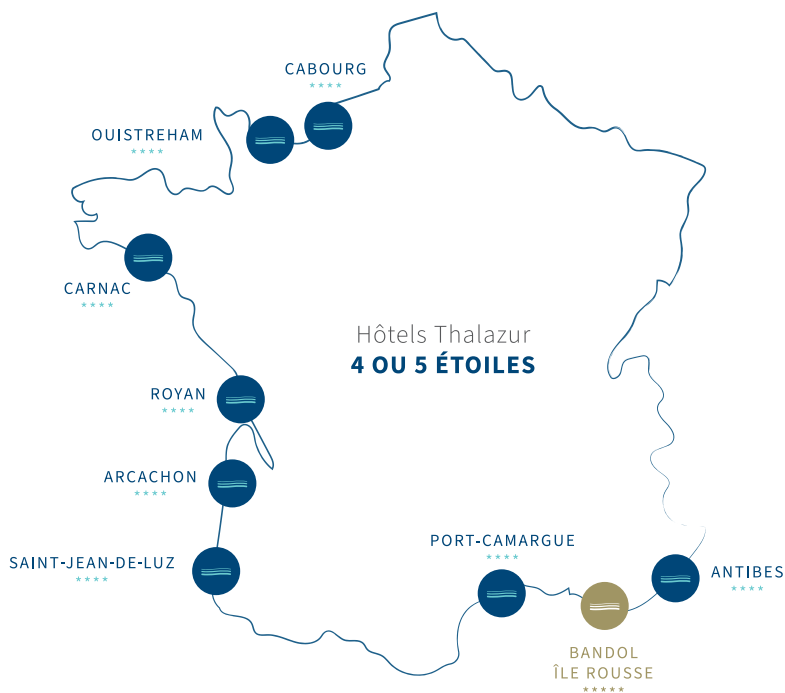 CABOURG
****
OUISTREHAM
****
CARNAC
****
Hôtels Thalazur
4 OU 5 ÉTOILES
ROYAN
****
ARCACHON
****
SAINT-JEAN-DE-LUZ
****
PORT-CAMARGUE
****
ANTIBES
****
BANDOL
ÎLE ROUSSE
*****